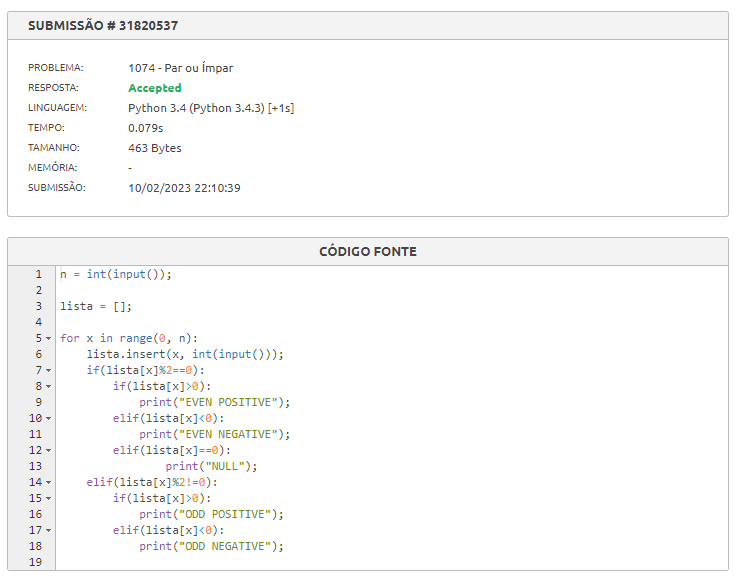 SUBMISSÃO # 31820537
PROBLEMA: 1074 - Par ou Ímpar
RESPOSTA: Accepted
LINGUAGEM: Python 3.4 (Python 3.4.3) [+1s]
TEMPO: 0.079s
TAMANHO: 463 Bytes
MEMÓRIA: -
SUBMISSÃO: 10/02/2023 22:10:39
CÓDIGO FONTE
1 n = int(input());
2
3 lista = [];
4
5 for x in range(0, n):
6     lista.insert(x, int(input()));
7     if(lista[x]%2==0):
8         if(lista[x]>0):
9             print("EVEN POSITIVE");
10         elif(lista[x]<0):
11             print("EVEN NEGATIVE");
12         elif(lista[x]==0):
13                 print("NULL");
14     elif(lista[x]%2!=0):
15         if(lista[x]>0):
16             print("ODD POSITIVE");
17         elif(lista[x]<0):
18             print("ODD NEGATIVE");
19